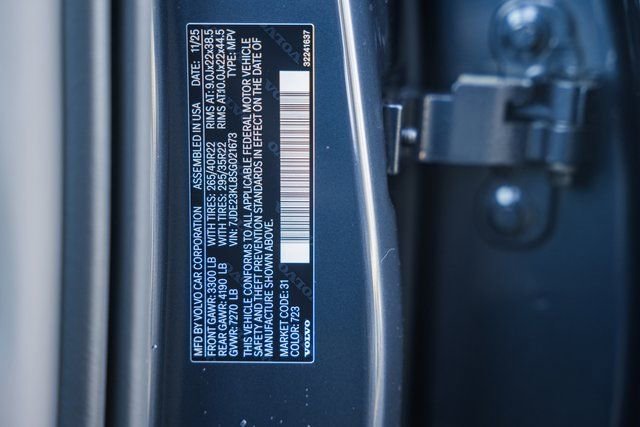 MFD BY VOLVO CAR CORPORATION ASSEMBLED IN USA DATE: 11/25
FRONT GAWR: 3300 LB WITH TIRES: 265/40R22 RIMS AT: 9.0Jx22x38.5
REAR GAWR: 4190 LB WITH TIRES: 295/35R22 RIMS AT:10.0Jx22x44.5
GVWR: 7270 LB VIN: 7JDE23KL8SG021673 TYPE: MPV
THIS VEHICLE CONFORMS TO ALL APPLICABLE FEDERAL MOTOR VEHICLE
SAFETY AND THEFT PREVENTION STANDARDS IN EFFECT ON THE DATE OF
MANUFACTURE SHOWN ABOVE.
MARKET CODE: 31
COLOR: 723
VOLVO 32241637